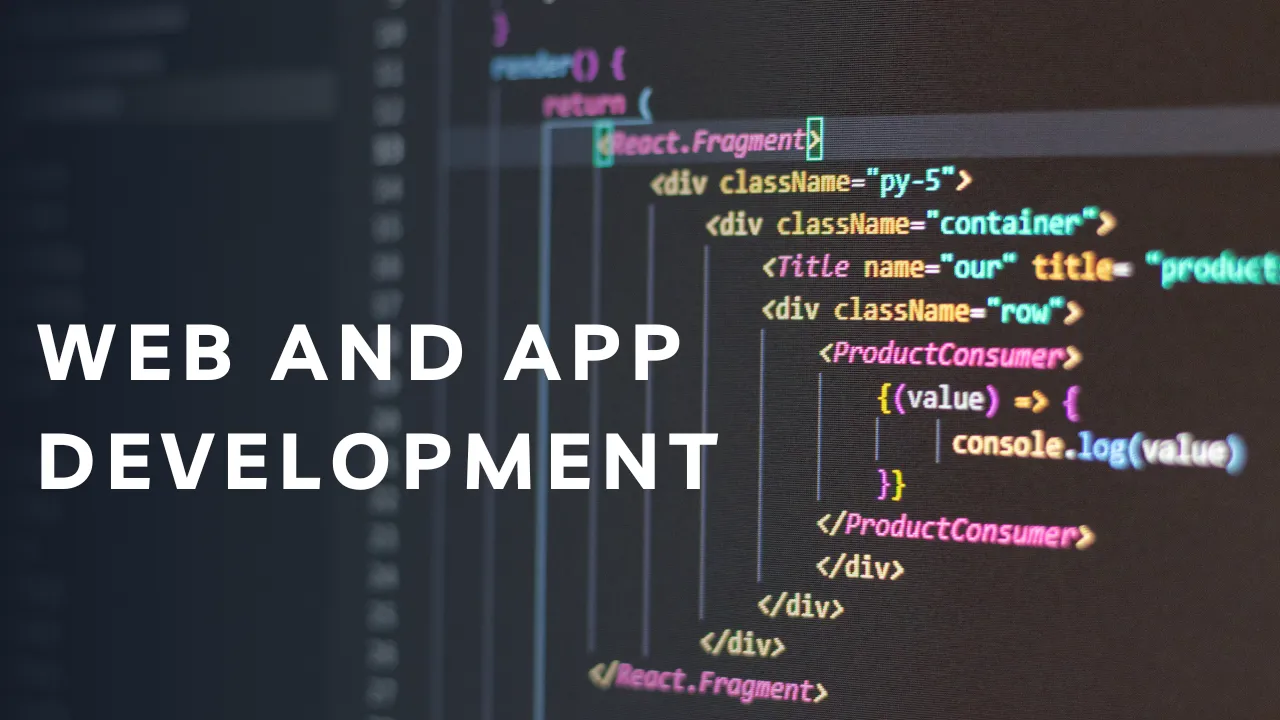 }
render() {
return (
<React.Fragment>
<div className="py-5">
<div className="container">
<Title name="our" title= "product
<div className="row">
<ProductConsumer>
{(value) => {
console.log(value)
}}
</ProductConsumer>
</div>
</div>
</div>
</React.Fragment>
WEB AND APP
DEVELOPMENT